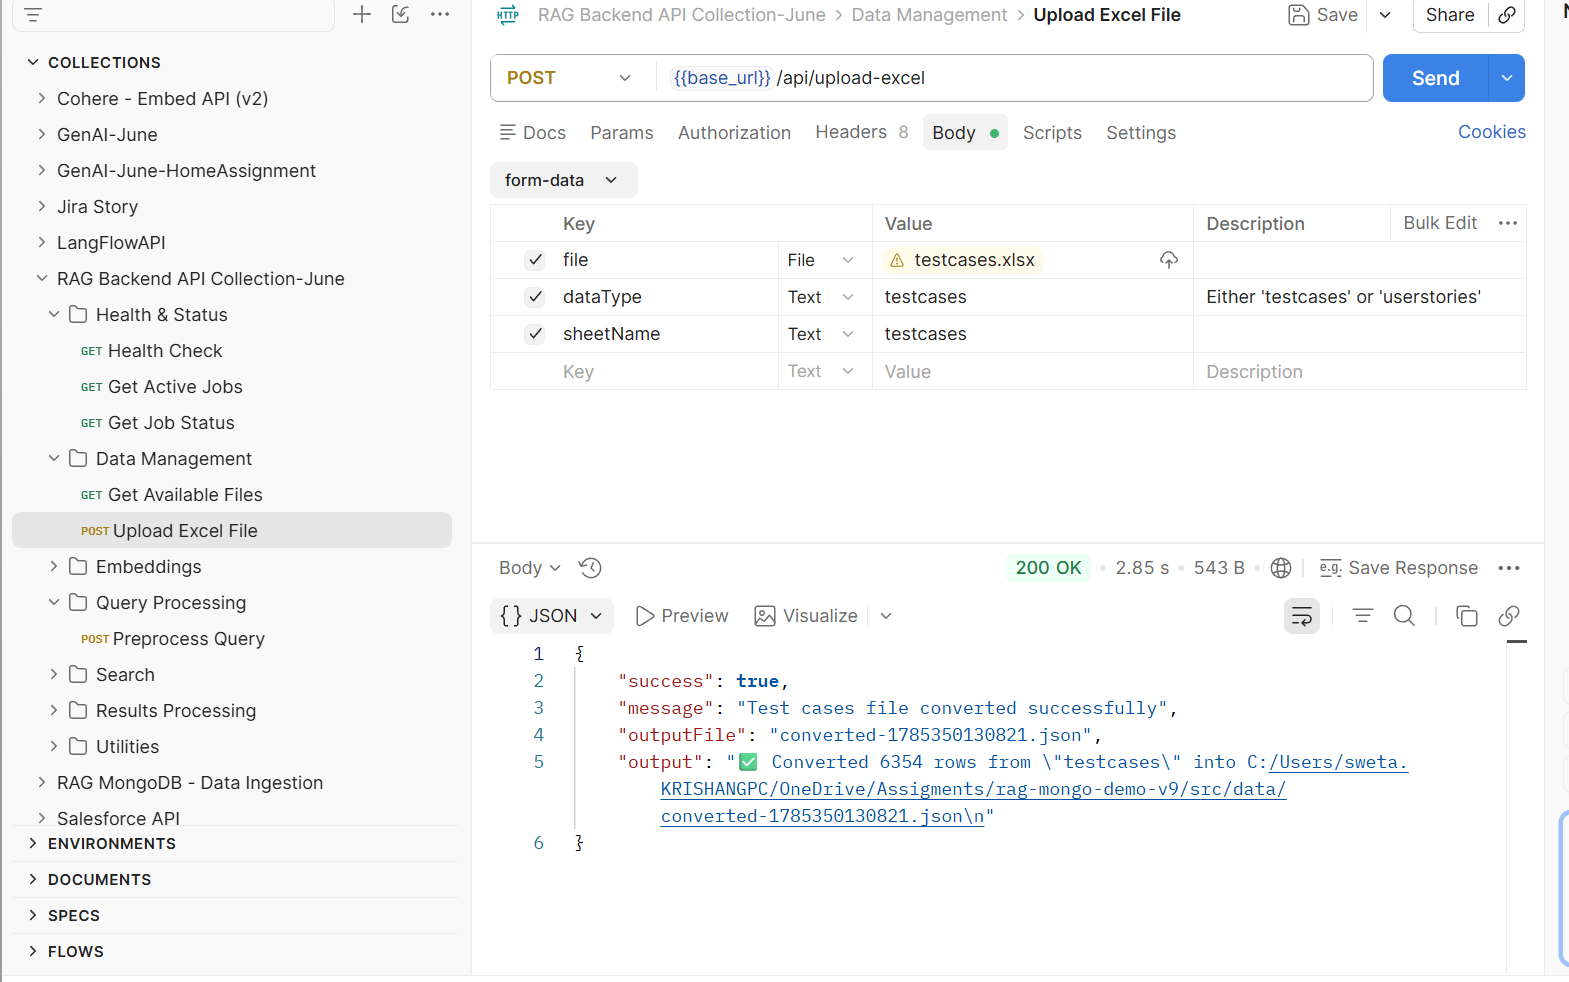 COLLECTIONS
Cohere - Embed API (v2)
GenAI-June
GenAI-June-HomeAssignment
Jira Story
LangFlowAPI
RAG Backend API Collection-June
Health & Status
GET Health Check
GET Get Active Jobs
GET Get Job Status
Data Management
GET Get Available Files
POST Upload Excel File
Embeddings
Query Processing
POST Preprocess Query
Search
Results Processing
Utilities
RAG MongoDB - Data Ingestion
Salesforce API
ENVIRONMENTS
DOCUMENTS
SPECS
FLOWS
HTTP RAG Backend API Collection-June > Data Management > Upload Excel File Save Share
POST {{base_url}} /api/upload-excel Send
Docs Params Authorization Headers 8 Body Scripts Settings Cookies
form-data
Key Value Description Bulk Edit
file File testcases.xlsx
dataType Text testcases Either 'testcases' or 'userstories'
sheetName Text testcases
Key Text Value Description
Body 200 OK 2.85 s 543 B e.g. Save Response
{} JSON Preview Visualize
1 {
2 "success": true,
3 "message": "Test cases file converted successfully",
4 "outputFile": "converted-1785350130821.json",
5 "output": "✅ Converted 6354 rows from \"testcases\" into C:/Users/sweta.
KRISHANGPC/OneDrive/Assigments/rag-mongo-demo-v9/src/data/
converted-1785350130821.json\n"
6 }